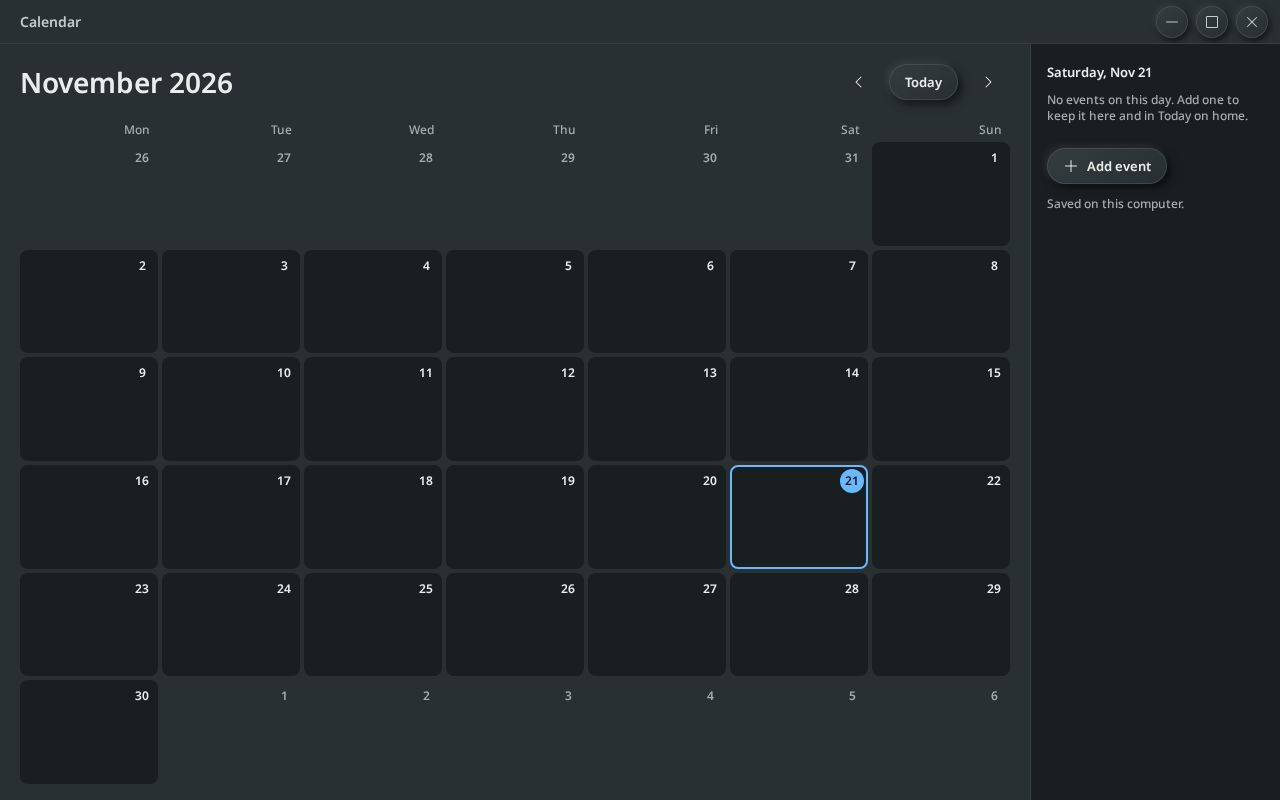 Calendar
November 2026
Today
Mon Tue Wed Thu Fri Sat Sun
26 27 28 29 30 31 1
2 3 4 5 6 7 8
9 10 11 12 13 14 15
16 17 18 19 20 21 22
23 24 25 26 27 28 29
30 1 2 3 4 5 6
Saturday, Nov 21
No events on this day. Add one to
keep it here and in Today on home.
Add event
Saved on this computer.